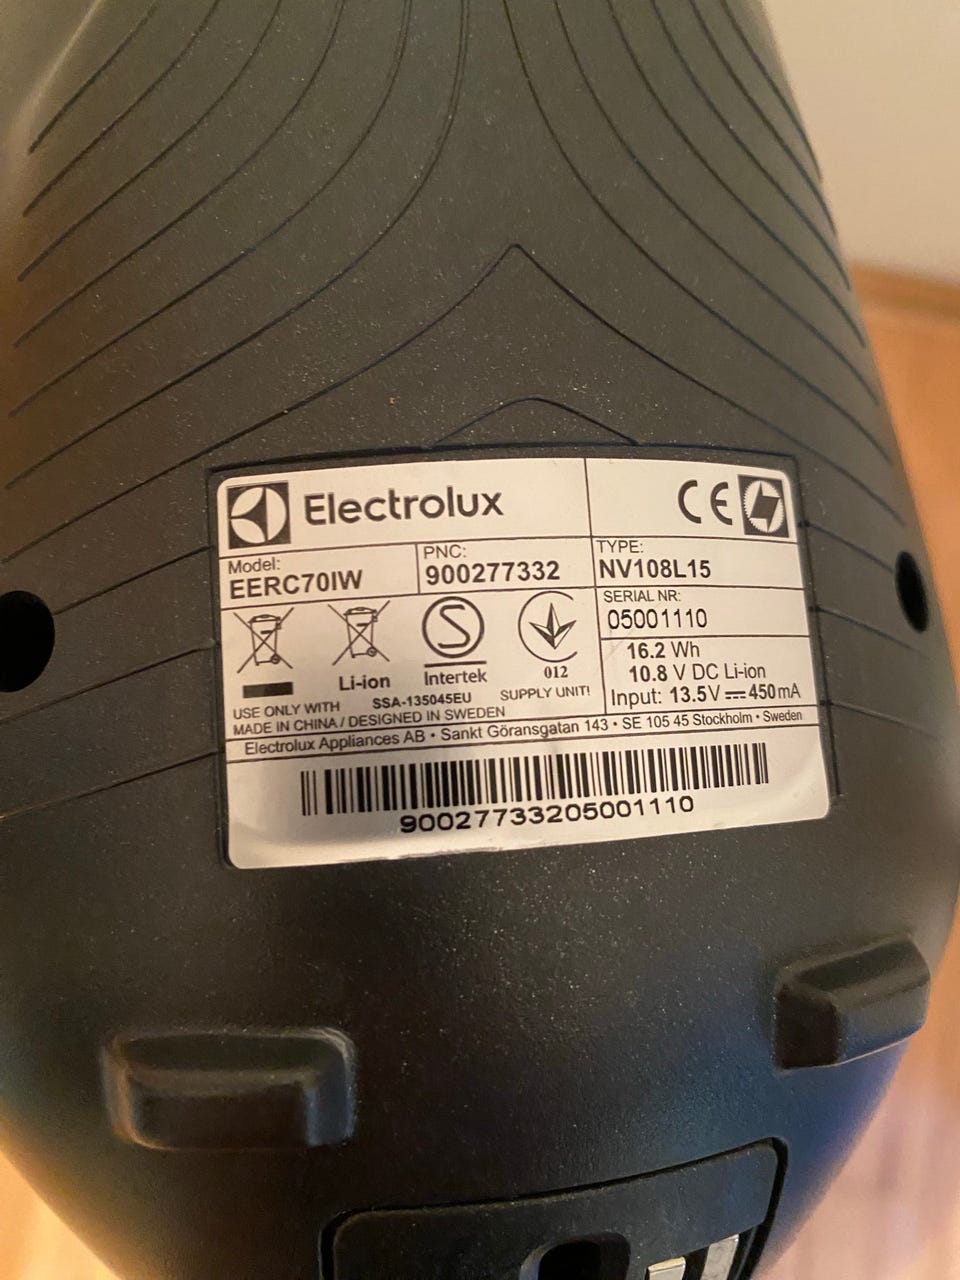 Electrolux
CE
Model:
EERC70IW
PNC:
900277332
TYPE:
NV108L15
SERIAL NR:
05001110
Li-ion
S
Intertek
012
16.2 Wh
10.8 V DC Li-ion
Input: 13.5V ⎓ 450mA
USE ONLY WITH SSA-135045EU SUPPLY UNIT!
MADE IN CHINA / DESIGNED IN SWEDEN
Electrolux Appliances AB • Sankt Göransgatan 143 • SE 105 45 Stockholm • Sweden
90027733205001110